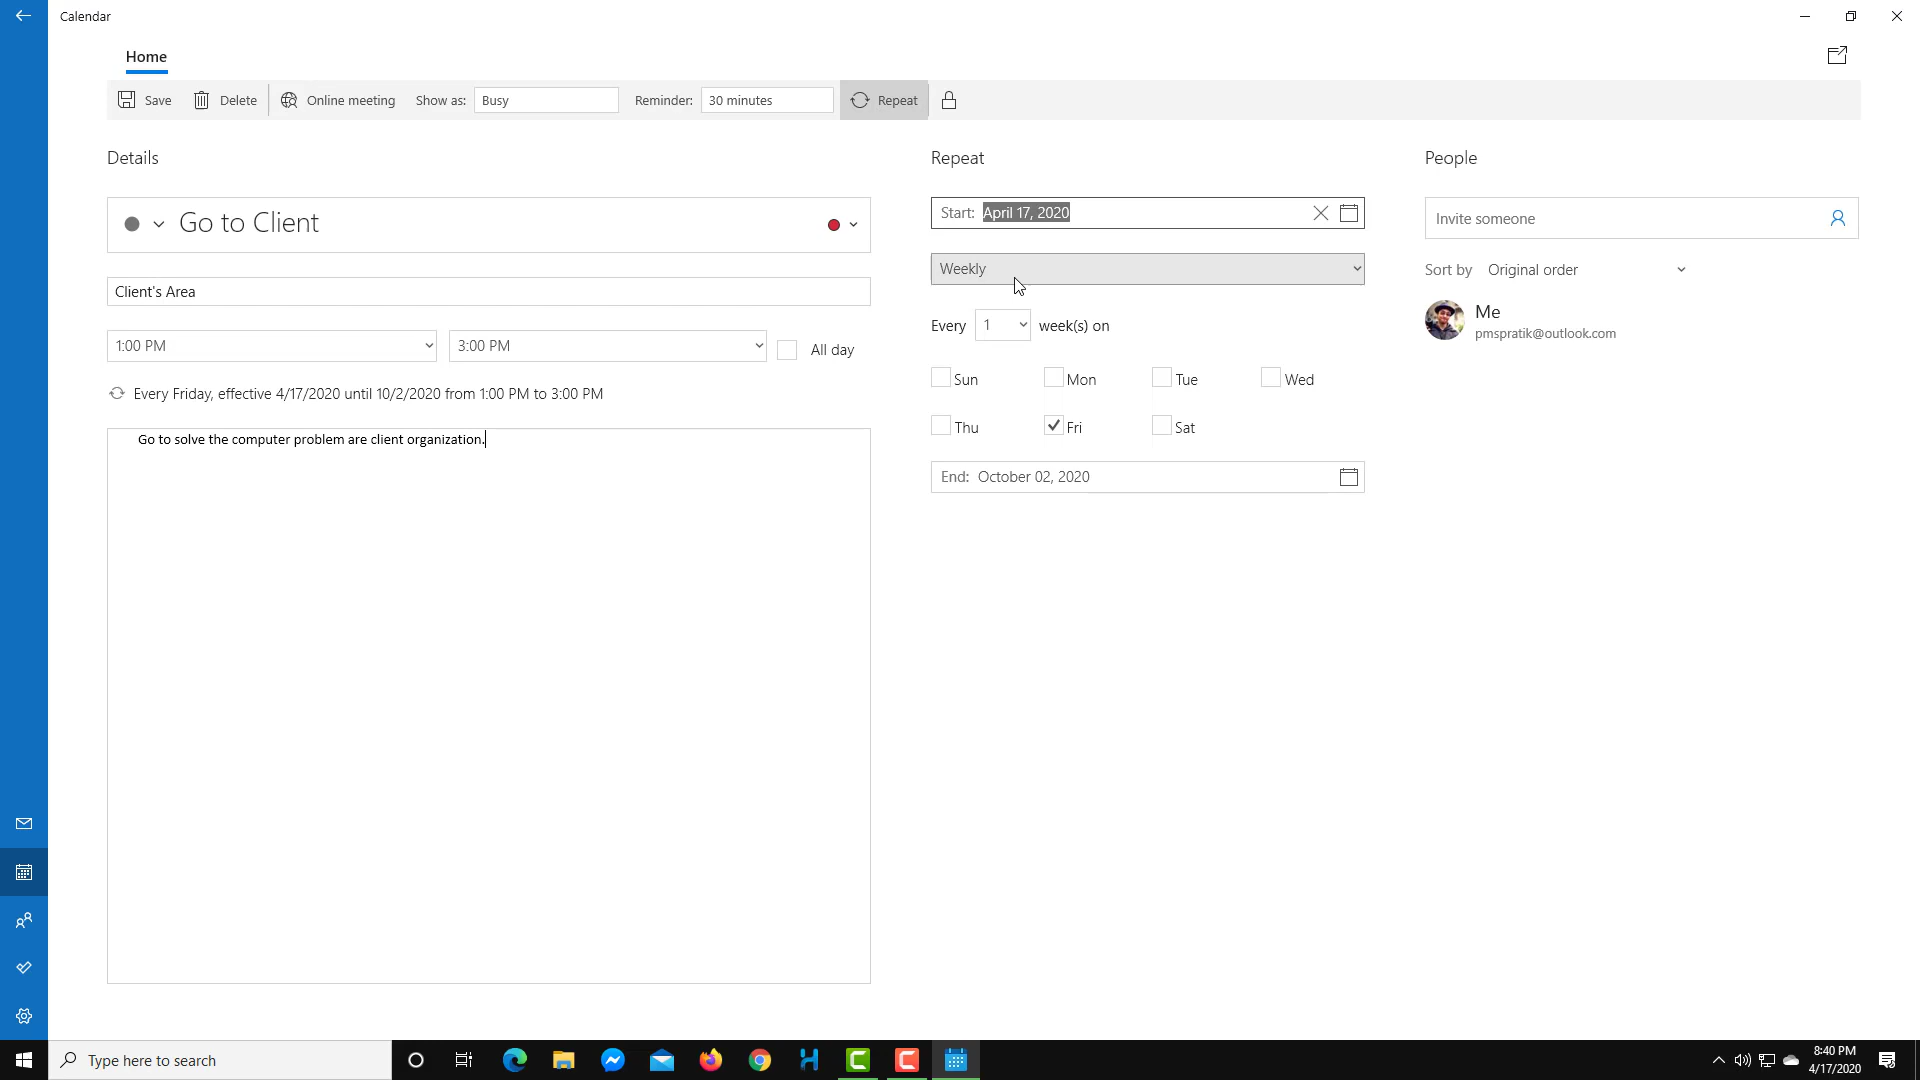 Calendar
Home
Save Delete Online meeting Show as: Busy Reminder: 30 minutes Repeat
Details
Go to Client
Client's Area
1:00 PM 3:00 PM All day
Every Friday, effective 4/17/2020 until 10/2/2020 from 1:00 PM to 3:00 PM
Go to solve the computer problem are client organization.
Repeat
Start: April 17, 2020
Weekly
Every 1 week(s) on
Sun Mon Tue Wed
Thu Fri Sat
End: October 02, 2020
People
Invite someone
Sort by Original order
Me
pmspratik@outlook.com
Type here to search
8:40 PM
4/17/2020